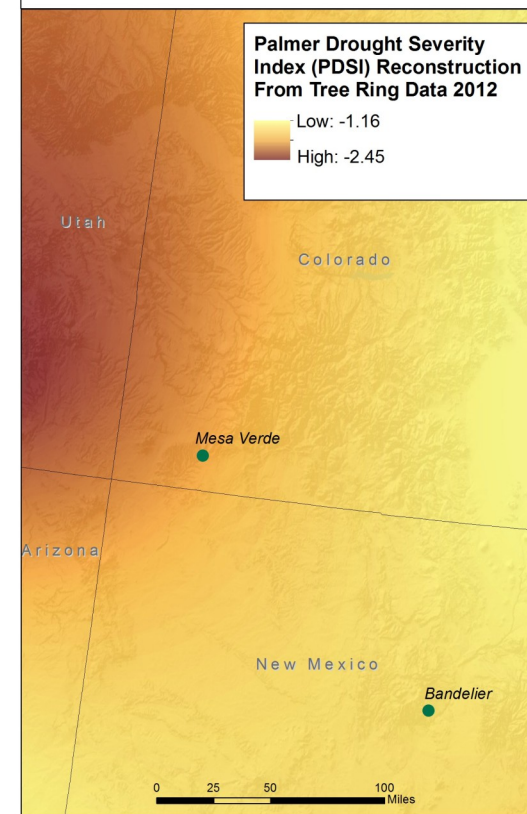 Palmer Drought Severity
Index (PDSI) Reconstruction
From Tree Ring Data 2012
Low: -1.16
High: -2.45
Utah
Colorado
Mesa Verde
Arizona
New Mexico
Bandelier
0 25 50 100
Miles